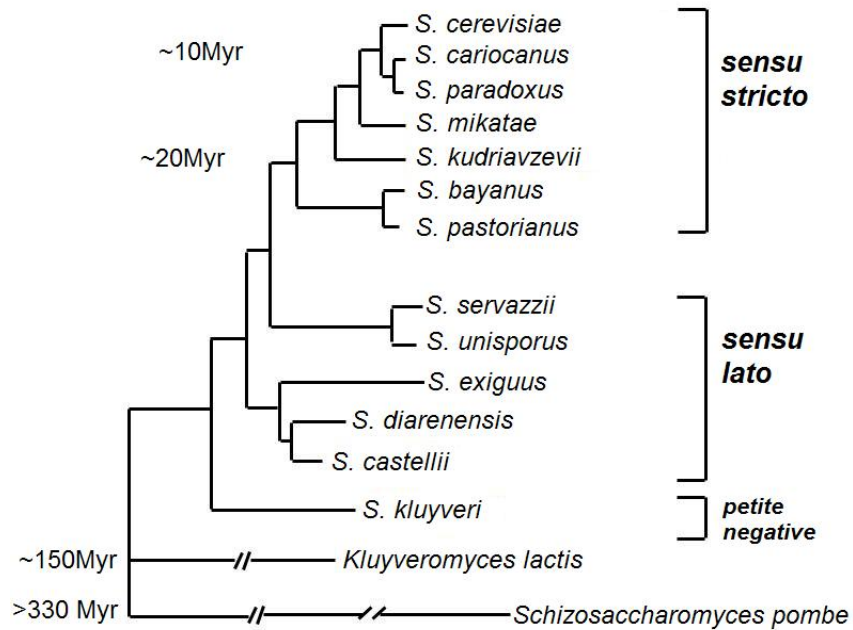 S. cerevisiae
~10Myr
S. cariocanus
sensu
stricto
S. paradoxus
S. mikatae
~20Myr
S. kudriavzevii
S. bayanus
S. pastorianus
S. servazzii
S. unisporus
sensu
lato
S. exiguus
S. diarenensis
S. castellii
S. kluyveri
petite
negative
~150Myr
Kluyveromyces lactis
>330 Myr
Schizosaccharomyces pombe